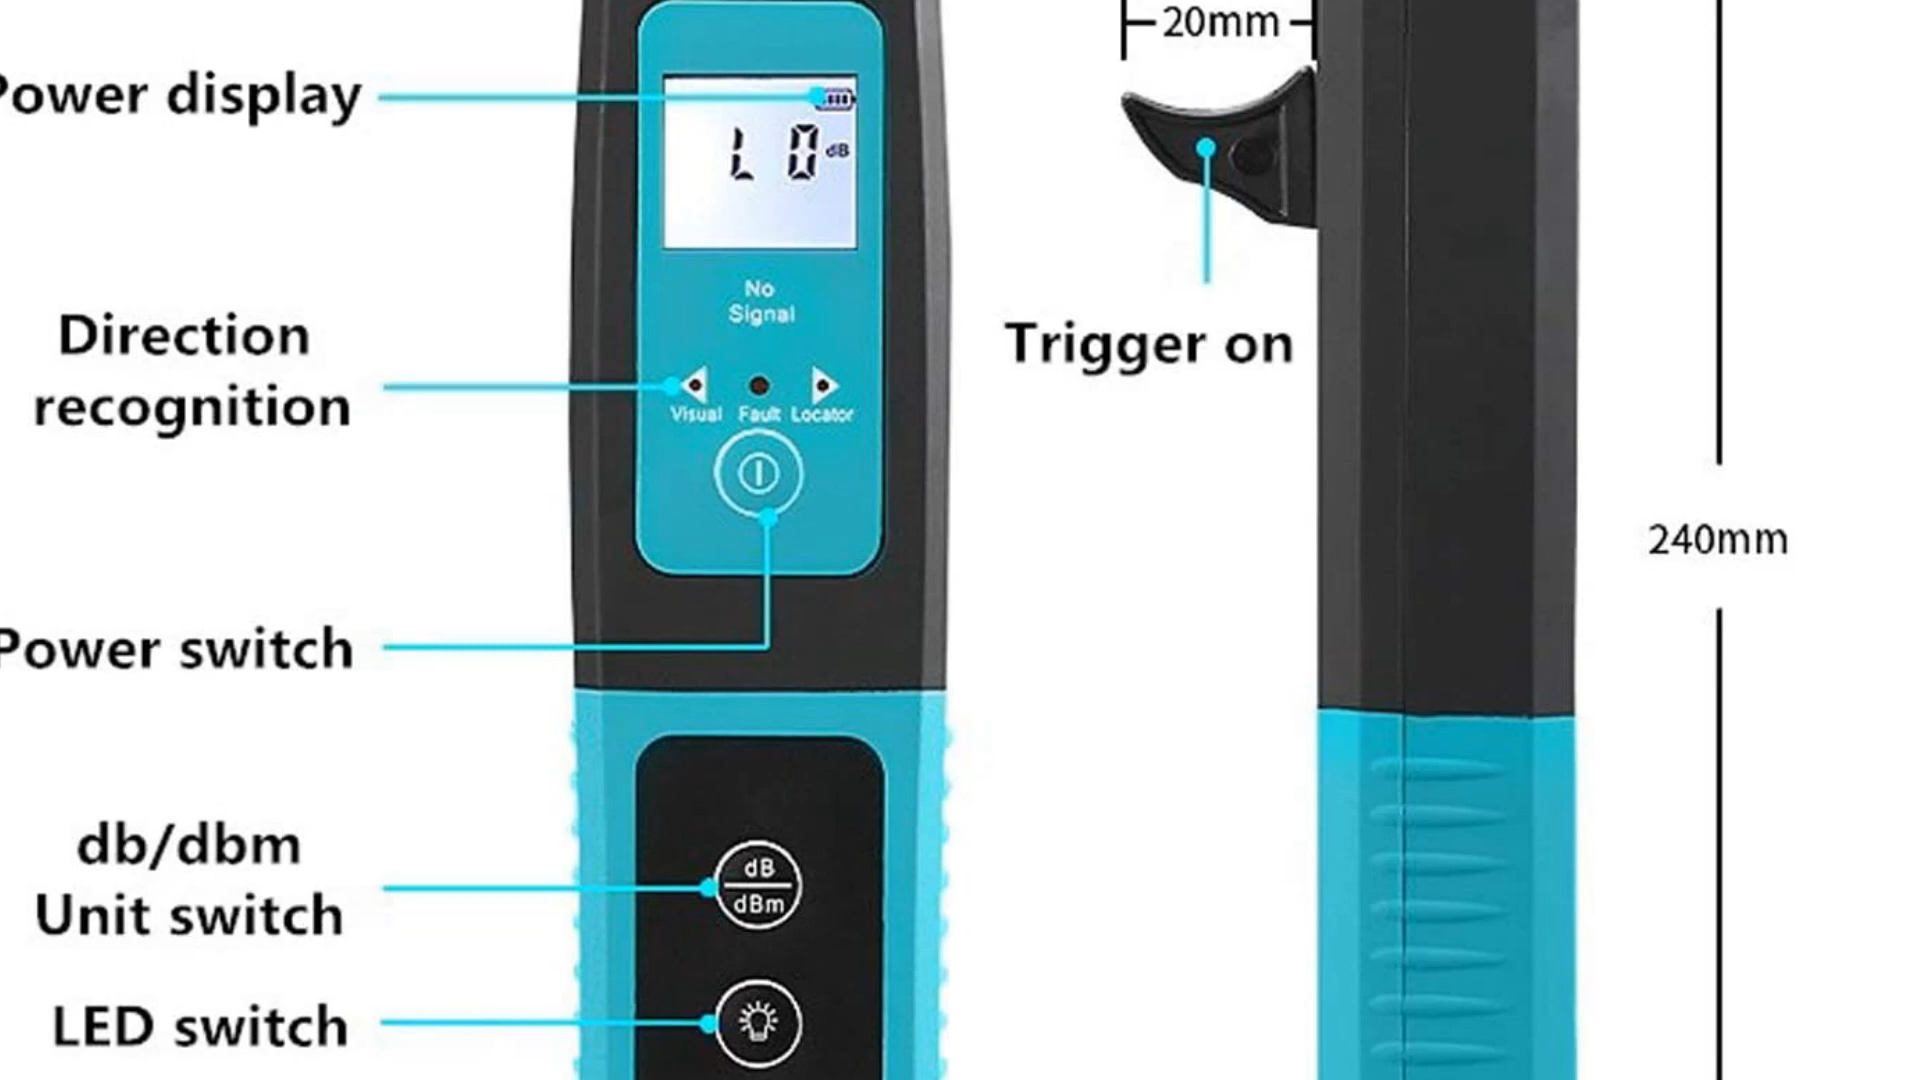 Power display
Direction
recognition
Power switch
db/dbm
Unit switch
LED switch
L0 dB
No
Signal
Visual Fault Locator
dB
dBm
20mm
Trigger on
240mm